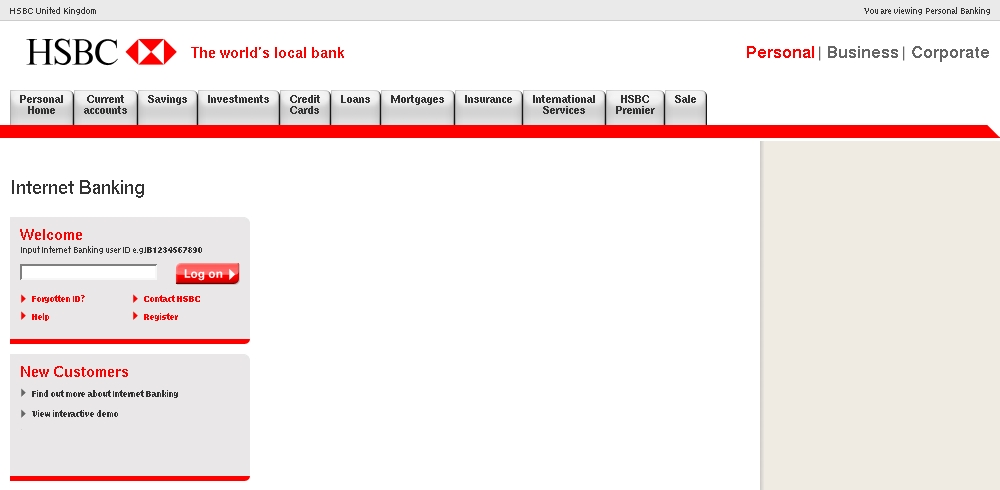 HSBC United Kingdom
You are viewing Personal Banking
HSBC The world's local bank
Personal | Business | Corporate
Personal Home
Current accounts
Savings
Investments
Credit Cards
Loans
Mortgages
Insurance
International Services
HSBC Premier
Sale
Internet Banking
Welcome
Input Internet Banking user ID e.g.IB1234567890
Log on
Forgotten ID?
Contact HSBC
Help
Register
New Customers
Find out more about Internet Banking
View interactive demo